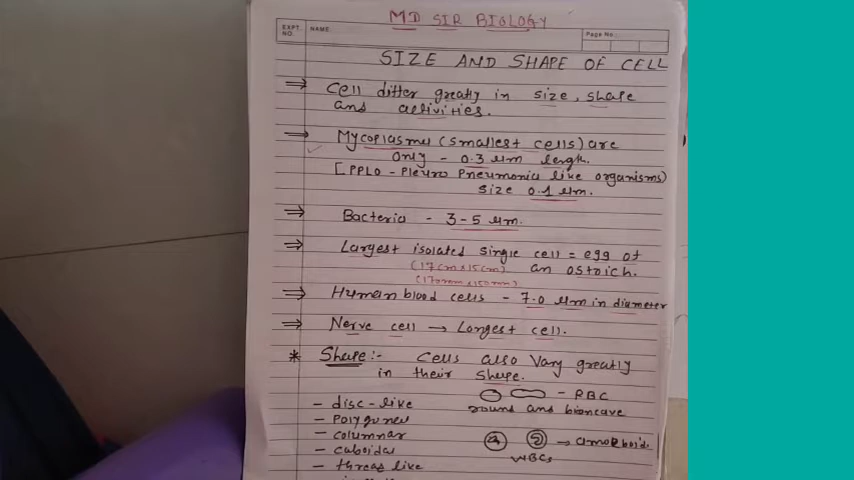 MD SIR BIOLOGY
EXPT. NO.
NAME:
Page No.:
SIZE AND SHAPE OF CELL
⇒ Cell differ greatly in size, shape
and activities.
⇒ Mycoplasma (smallest cells) are
only - 0.3 μm length.
[PPLO - Pleuro Pneumonia like organisms)
size 0.1 μm.
⇒ Bacteria - 3-5 μm.
⇒ Largest isolated single cell = egg of
(17cm x 15cm) an ostrich.
(170mm x 150mm)
⇒ Human blood cells - 7.0 μm in diameter
⇒ Nerve cell → Longest cell.
* Shape:- Cells also vary greatly
in their shape.
- RBC
- disc-like
round and bioncave
- polygonel
- columnar
→ amoeboid.
- cuboidal
WBCs
- thread like